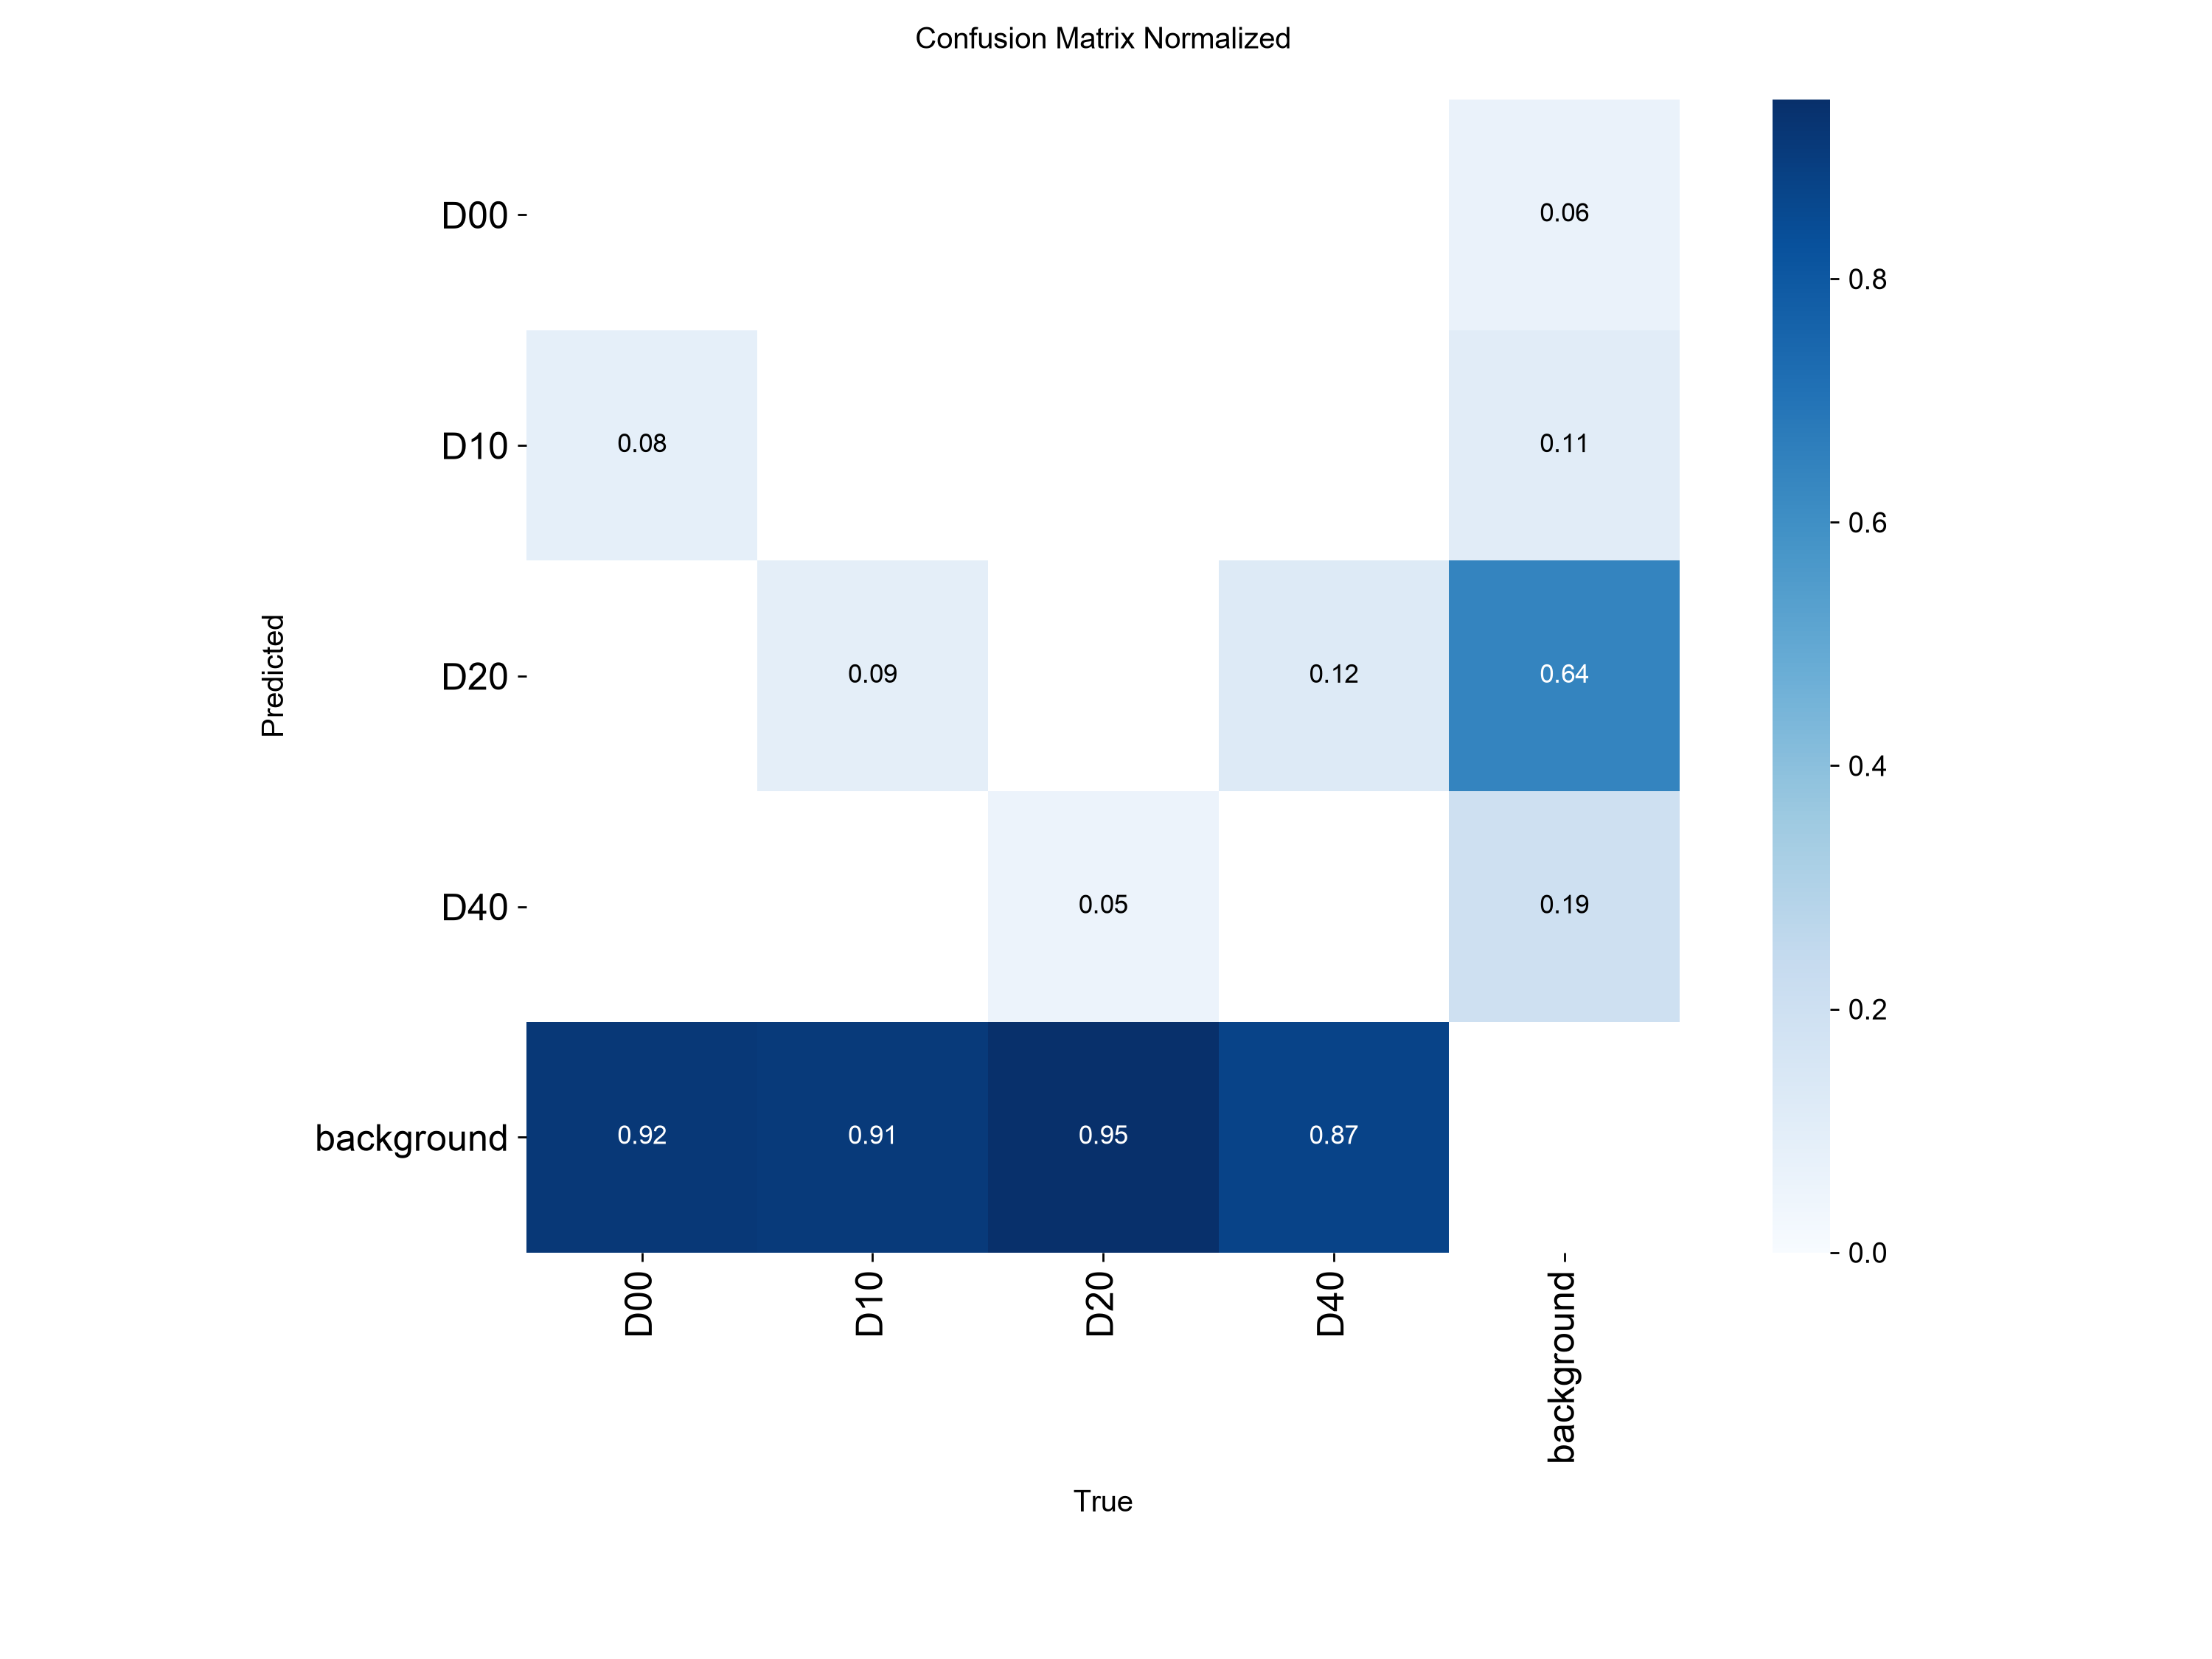 Confusion Matrix Normalized
D00
0.06
0.8
D10
0.08
0.11
0.6
Predicted
D20
0.09
0.12
0.64
0.4
D40
0.05
0.19
0.2
background
0.92
0.91
0.95
0.87
0.0
D00
D10
D20
D40
background
True